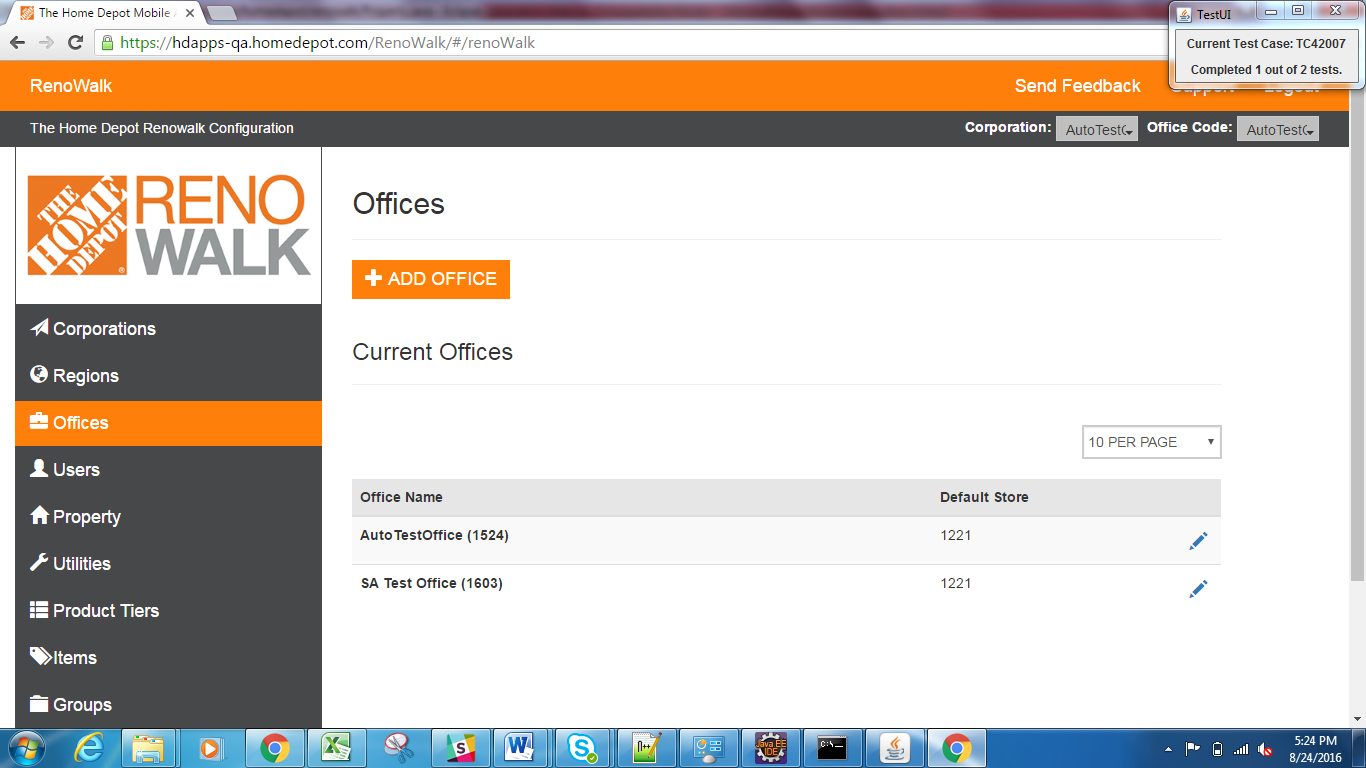 The Home Depot Mobile
TestUI
https://hdapps-qa.homedepot.com/RenoWalk/#/renoWalk
Current Test Case: TC42007
Completed 1 out of 2 tests.
RenoWalk
Send Feedback
Support
Logout
The Home Depot Renowalk Configuration
Corporation:
Office Code:
THE HOME DEPOT
RENO
WALK
Corporations
Regions
Offices
Users
Property
Utilities
Product Tiers
Items
Groups
Offices
ADD OFFICE
Current Offices
10 PER PAGE
Office Name Default Store
AutoTestOffice (1524) 1221
SA Test Office (1603) 1221
Java EE
IDE
C:\
5:24 PM
8/24/2016